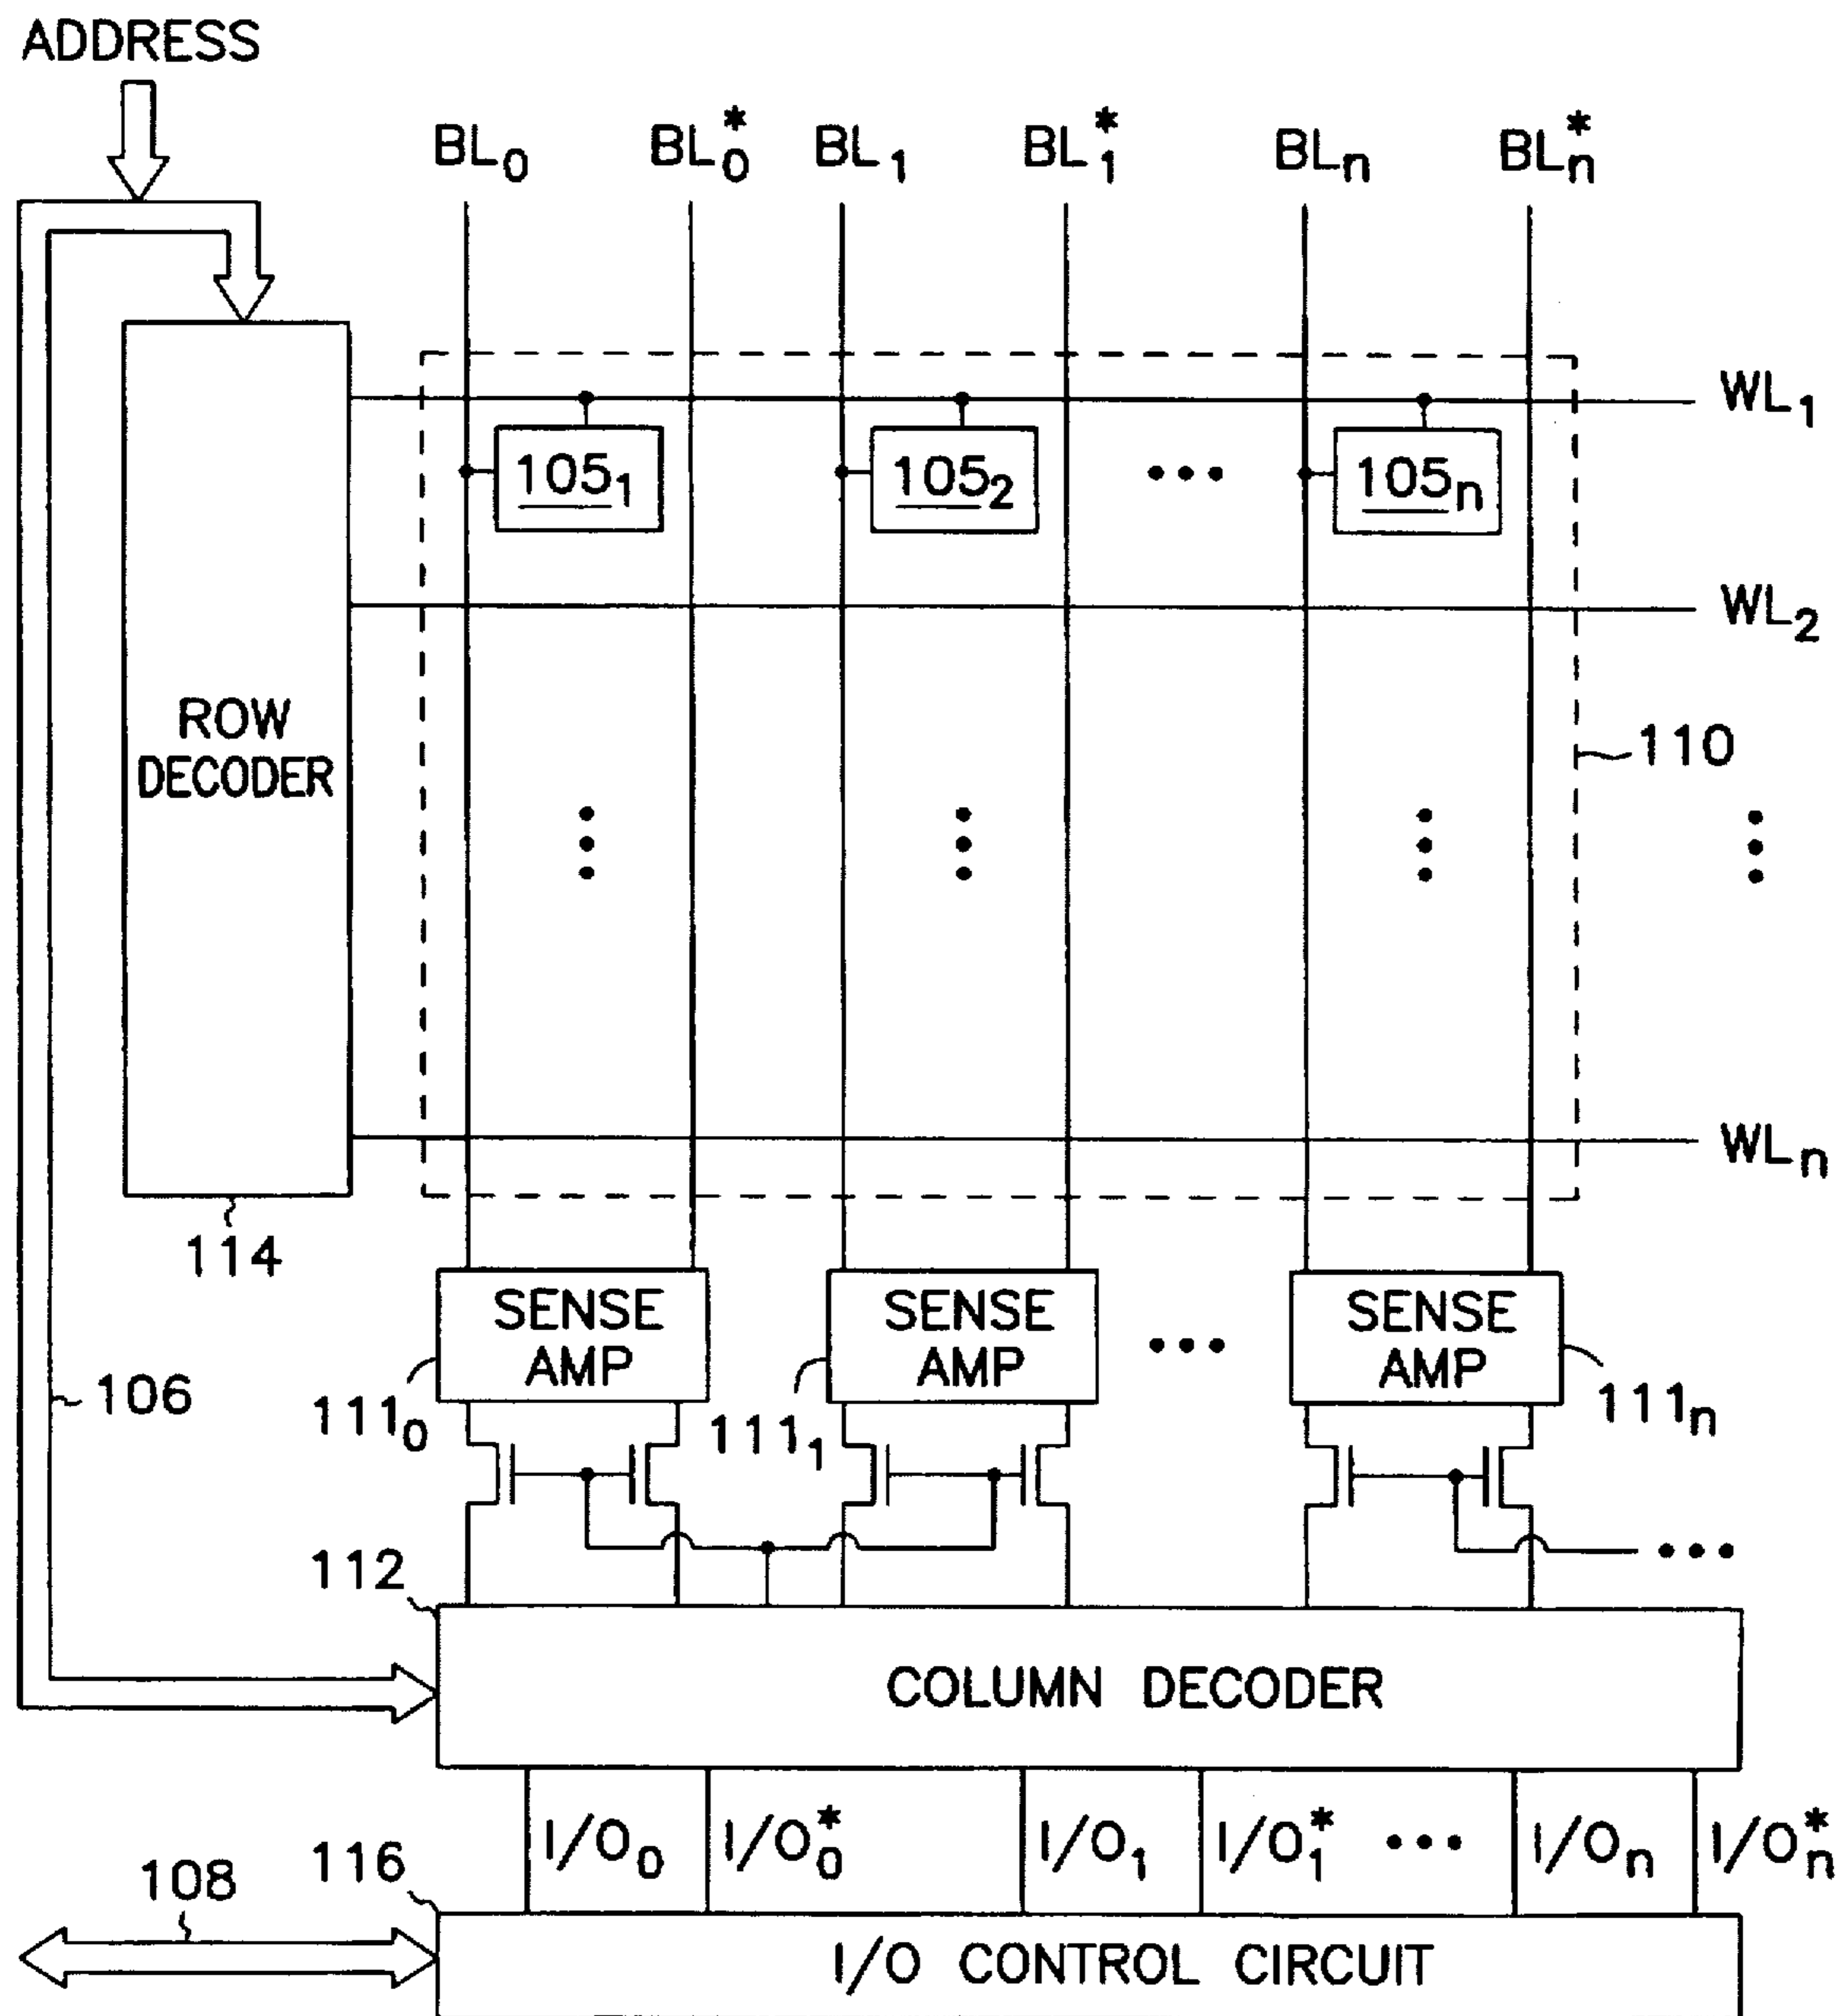 ADDRESS
BL₀ BL₀* BL₁ BL₁* BLₙ BLₙ*
WL₁
105₁ 105₂ ••• 105ₙ
WL₂
ROW
DECODER
110
WLₙ
114
SENSE AMP
SENSE AMP
•••
SENSE AMP
106
111₀
111₁
111ₙ
•••
112
COLUMN DECODER
I/O₀ I/O₀* I/O₁ I/O₁* ••• I/Oₙ I/Oₙ*
116
108
I/O CONTROL CIRCUIT